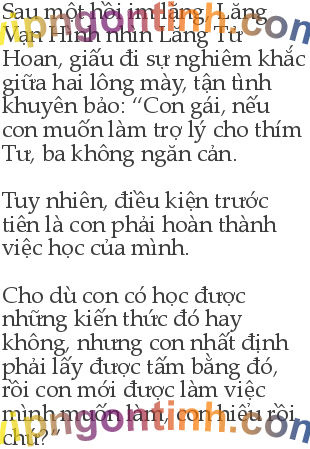 Sau một hồi im lặng, Lăng
Vạn Hình nhìn Lăng Tử
Hoan, giấu đi sự nghiêm khắc
giữa hai lông mày, tận tình
khuyên bảo: “Con gái, nếu
con muốn làm trợ lý cho thím
Tư, ba không ngăn cản.
Tuy nhiên, điều kiện trước
tiên là con phải hoàn thành
việc học của mình.
Cho dù con có học được
những kiến thức đó hay
không, nhưng con nhất định
phải lấy được tấm bằng đó,
rồi con mới được làm việc
mình muốn làm, con hiểu rồi
chứ?”
vipngontinh.com
vipngontinh.com